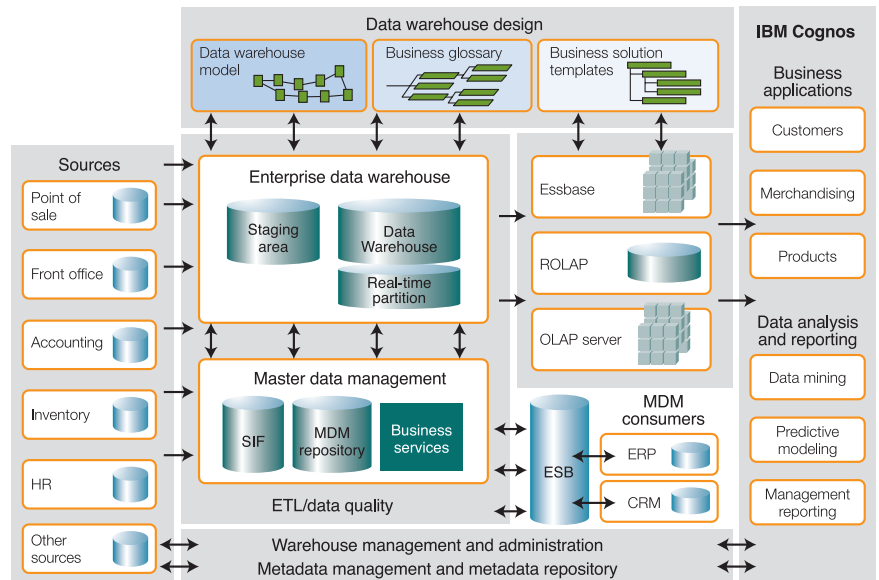 Data warehouse design
Data warehouse
model
Business glossary
Business solution
templates
IBM Cognos
Business
applications
Customers
Merchandising
Products
Data analysis
and reporting
Data mining
Predictive
modeling
Management
reporting
Sources
Point of
sale
Front office
Accounting
Inventory
HR
Other
sources
Enterprise data warehouse
Staging
area
Data
Warehouse
Real-time
partition
Master data management
SIF
MDM
repository
Business
services
ETL/data quality
Essbase
ROLAP
OLAP server
MDM
consumers
ESB
ERP
CRM
Warehouse management and administration
Metadata management and metadata repository